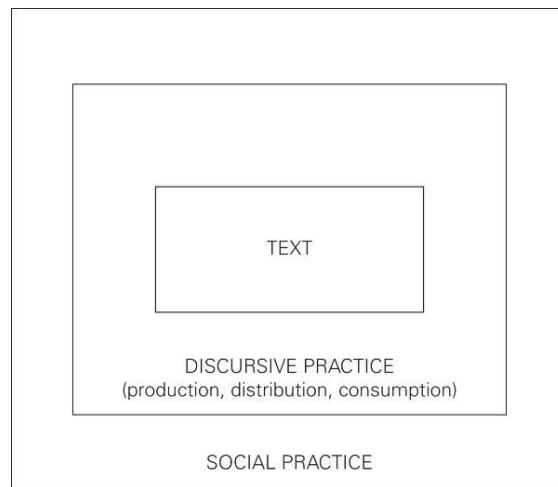 TEXT
DISCURSIVE PRACTICE
(production, distribution, consumption)
SOCIAL PRACTICE